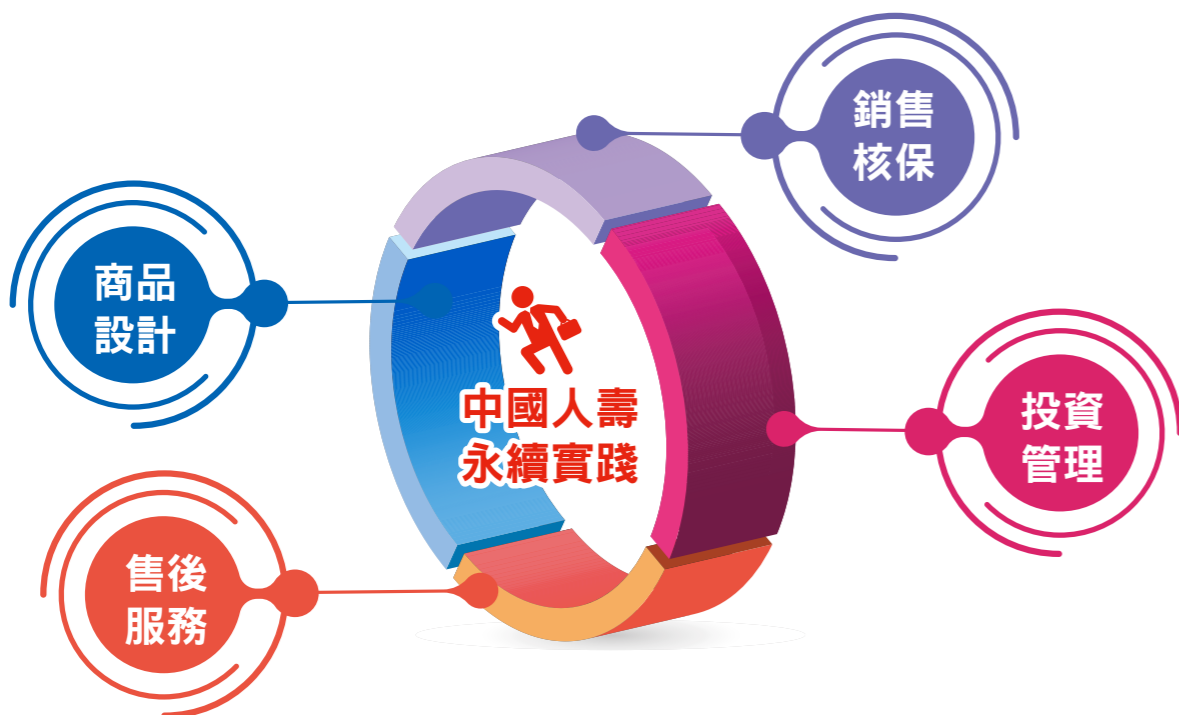 銷售
核保
商品
設計
中國人壽
永續實踐
投資
管理
售後
服務